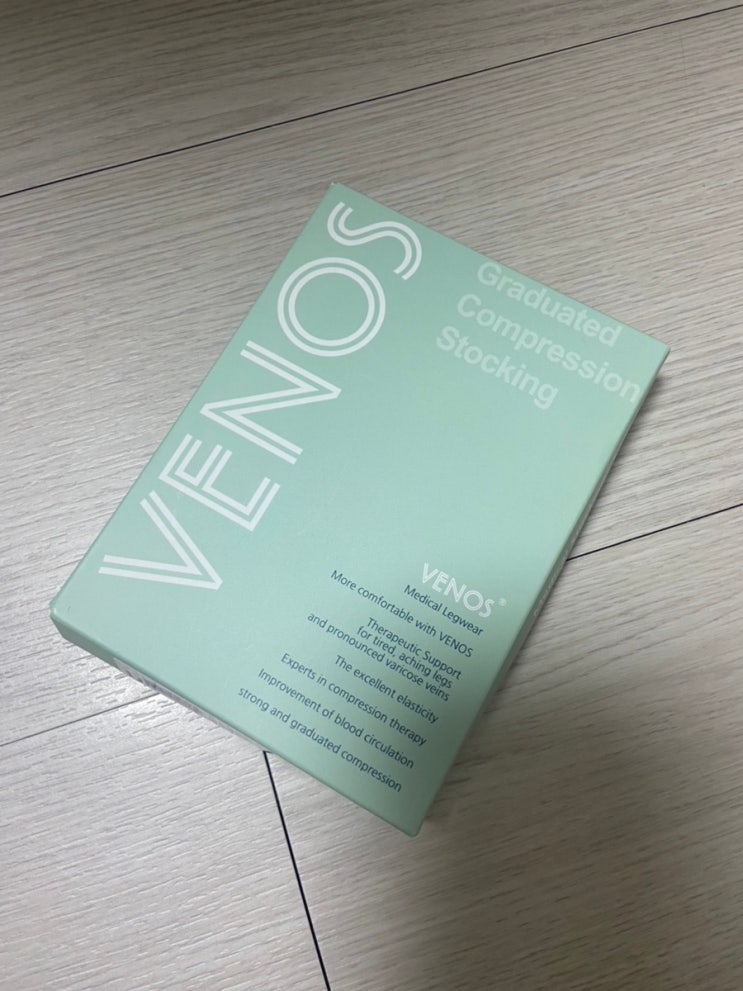 VENOS
Graduated
Compression
Stocking
VENOS®
Medical Legwear
More comfortable with VENOS
Therapeutic Support
for tired, aching legs
and pronounced varicose veins
The excellent elasticity
Experts in compression therapy
Improvement of blood circulation
strong and graduated compression